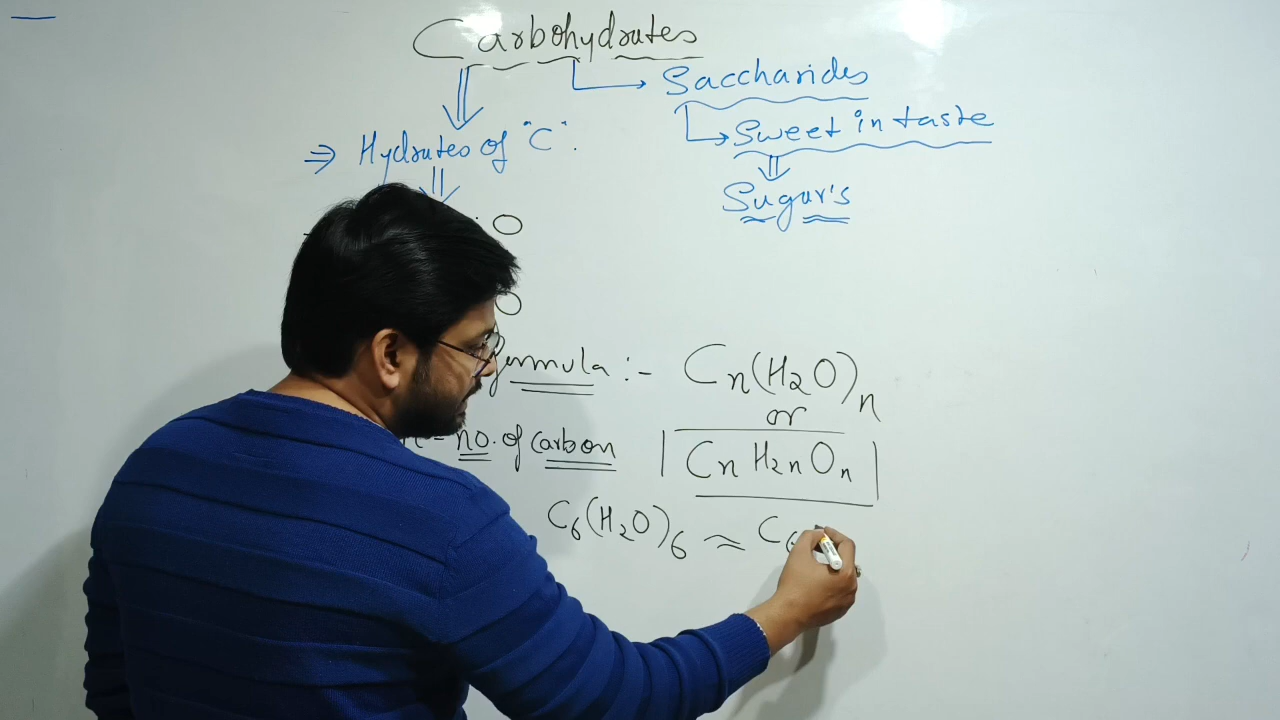 Carbohydrates
Saccharides
Sweet in taste
⇒ Hydrates of "C".
Sugar's
: O
O
formula :- Cn(H2O)n
or
no. of carbon
CnH2nOn
C6(H2O)6 ≈ C6